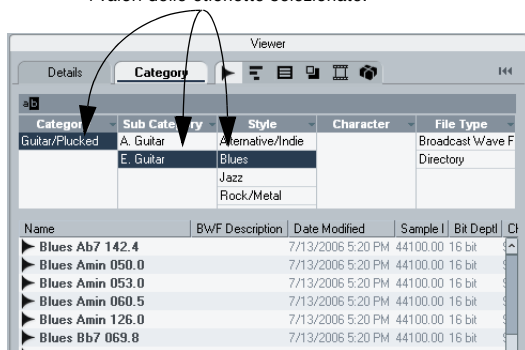 I valori delle etichette selezionate.
Viewer
Details Category
ab
Category Sub Category Style Character File Type
Guitar/Plucked A. Guitar Alternative/Indie Broadcast Wave F
E. Guitar Blues Directory
Jazz
Rock/Metal
Name BWF Description Date Modified Sample I Bit Deptl
Blues Ab7 142.4 7/13/2006 5:20 PM 44100.00 16 bit
Blues Amin 050.0 7/13/2006 5:20 PM 44100.00 16 bit
Blues Amin 053.0 7/13/2006 5:20 PM 44100.00 16 bit
Blues Amin 060.5 7/13/2006 5:20 PM 44100.00 16 bit
Blues Amin 126.0 7/13/2006 5:20 PM 44100.00 16 bit
Blues Bb7 069.8 7/13/2006 5:20 PM 44100.00 16 bit